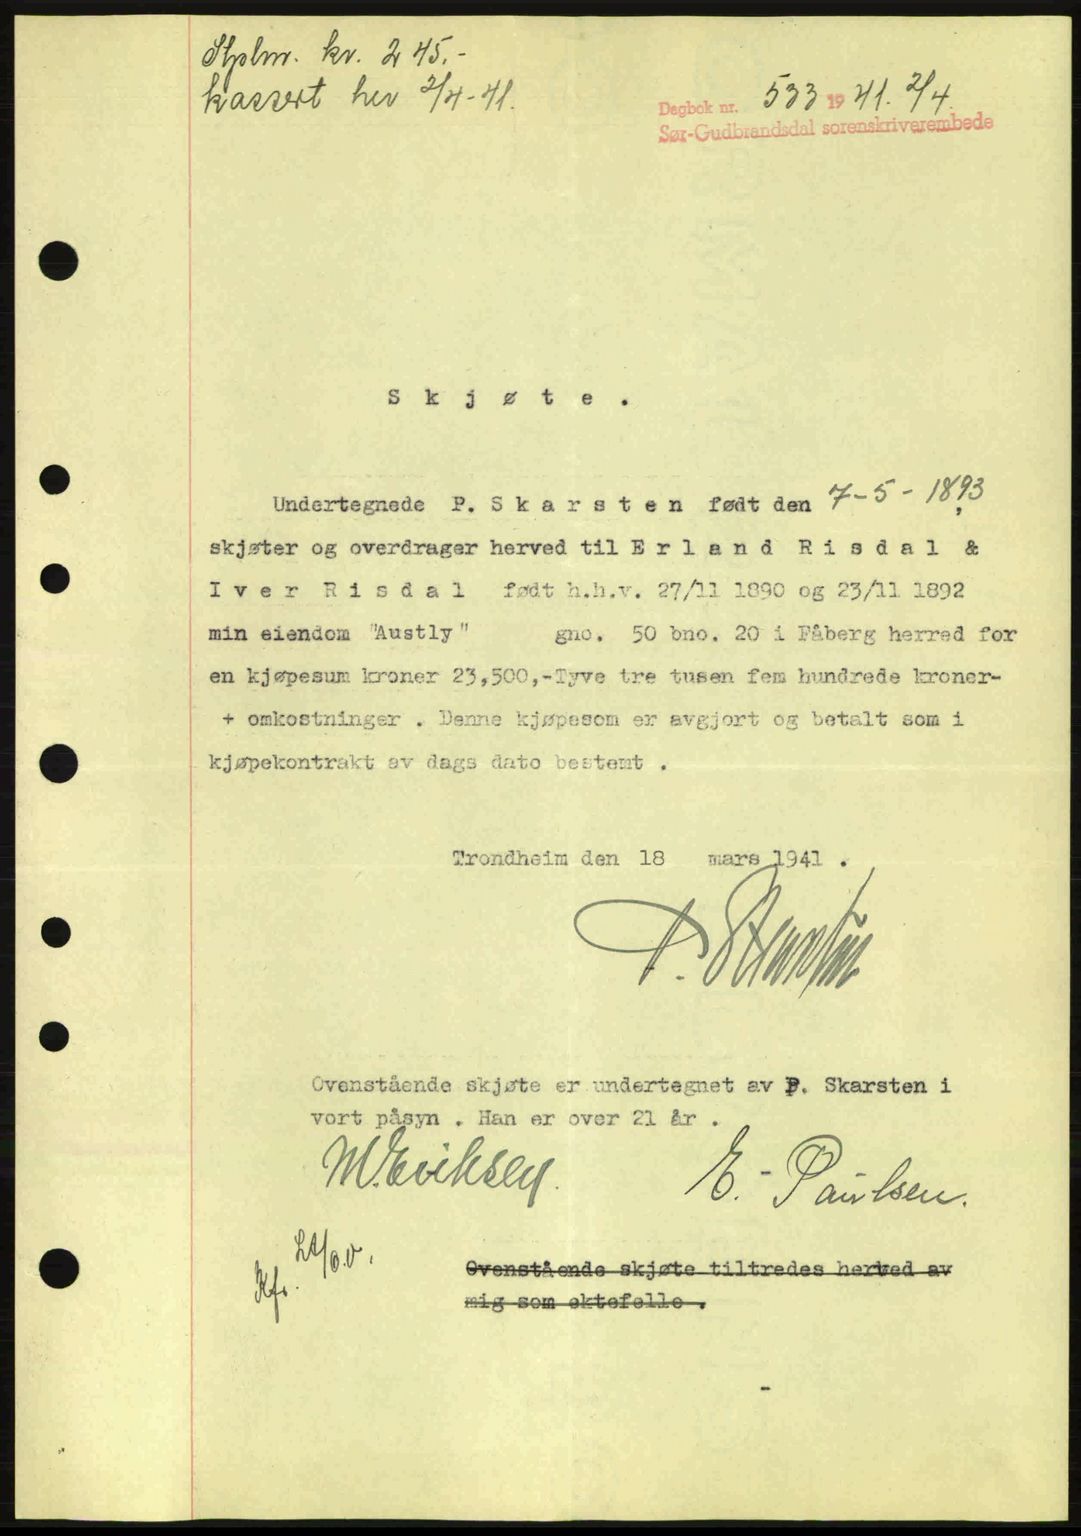 Stplm. kr. 245.-
kassert her 2/4-41.
Dagbok nr. 533 1941. 2/4
Sør-Gudbrandsdal sorenskriverembede
Skjøte.
Undertegnede P. Skarsten født den 7-5-1893,
skjøter og overdrager herved til Erland Risdal &
Iver Risdal født h.h.v. 27/11 1890 og 23/11 1892
min eiendom "Austly" gno. 50 bno. 20 i Fåberg herred for
en kjøpesum kroner 23,500,-Tyve tre tusen fem hundrede kroner-
+ omkostninger . Denne kjøpesom er avgjort og betalt som i
kjøpekontrakt av dags dato bestemt .
Trondheim den 18 mars 1941 .
P. Skarsten
Ovenstående skjøte er undertegnet av P. Skarsten i
vort påsyn . Han er over 21 år .
M. Eriksen. E. Paulsen.
Kfr.
Ovenstående skjøte tiltredes herved av
mig som ektefelle .
-